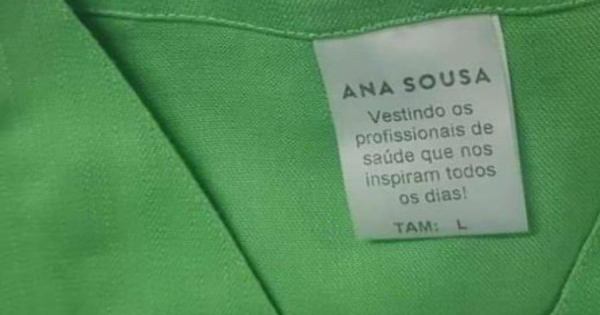 ANA SOUSA
Vestindo os
profissionais de
saúde que nos
inspiram todos
os dias!
TAM: L